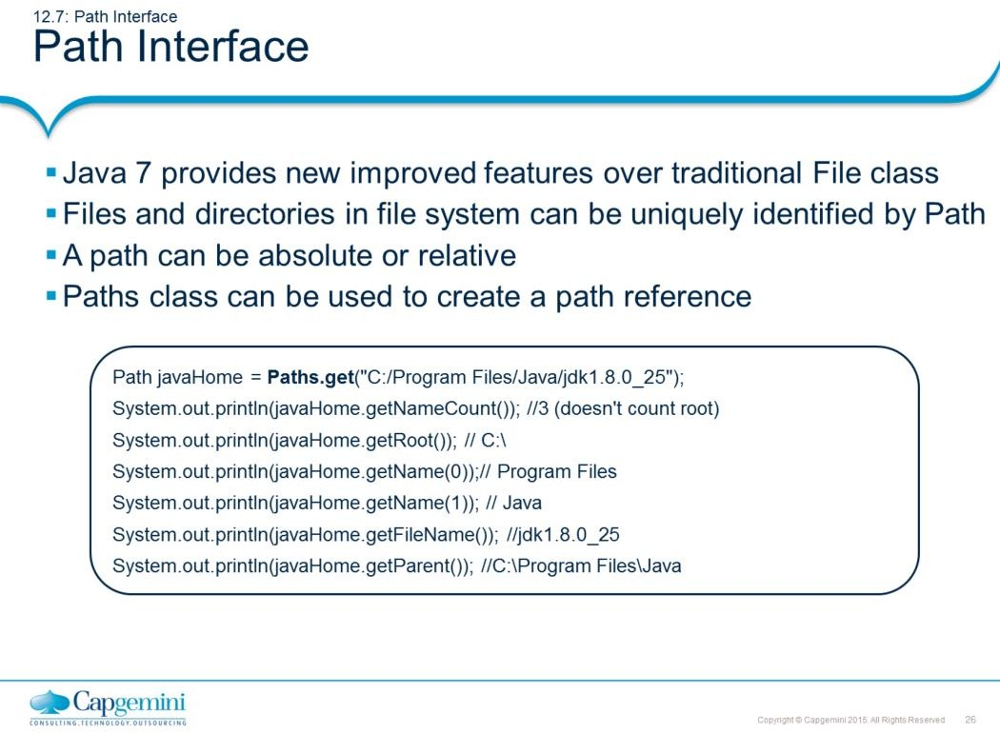 12.7: Path Interface
Path Interface
Java 7 provides new improved features over traditional File class
Files and directories in file system can be uniquely identified by Path
A path can be absolute or relative
Paths class can be used to create a path reference
Path javaHome = Paths.get("C:/Program Files/Java/jdk1.8.0_25");
System.out.println(javaHome.getNameCount()); //3 (doesn't count root)
System.out.println(javaHome.getRoot()); // C:\
System.out.println(javaHome.getName(0));// Program Files
System.out.println(javaHome.getName(1)); // Java
System.out.println(javaHome.getFileName()); //jdk1.8.0_25
System.out.println(javaHome.getParent()); //C:\Program Files\Java
Capgemini
CONSULTING.TECHNOLOGY.OUTSOURCING
Copyright © Capgemini 2015. All Rights Reserved 26